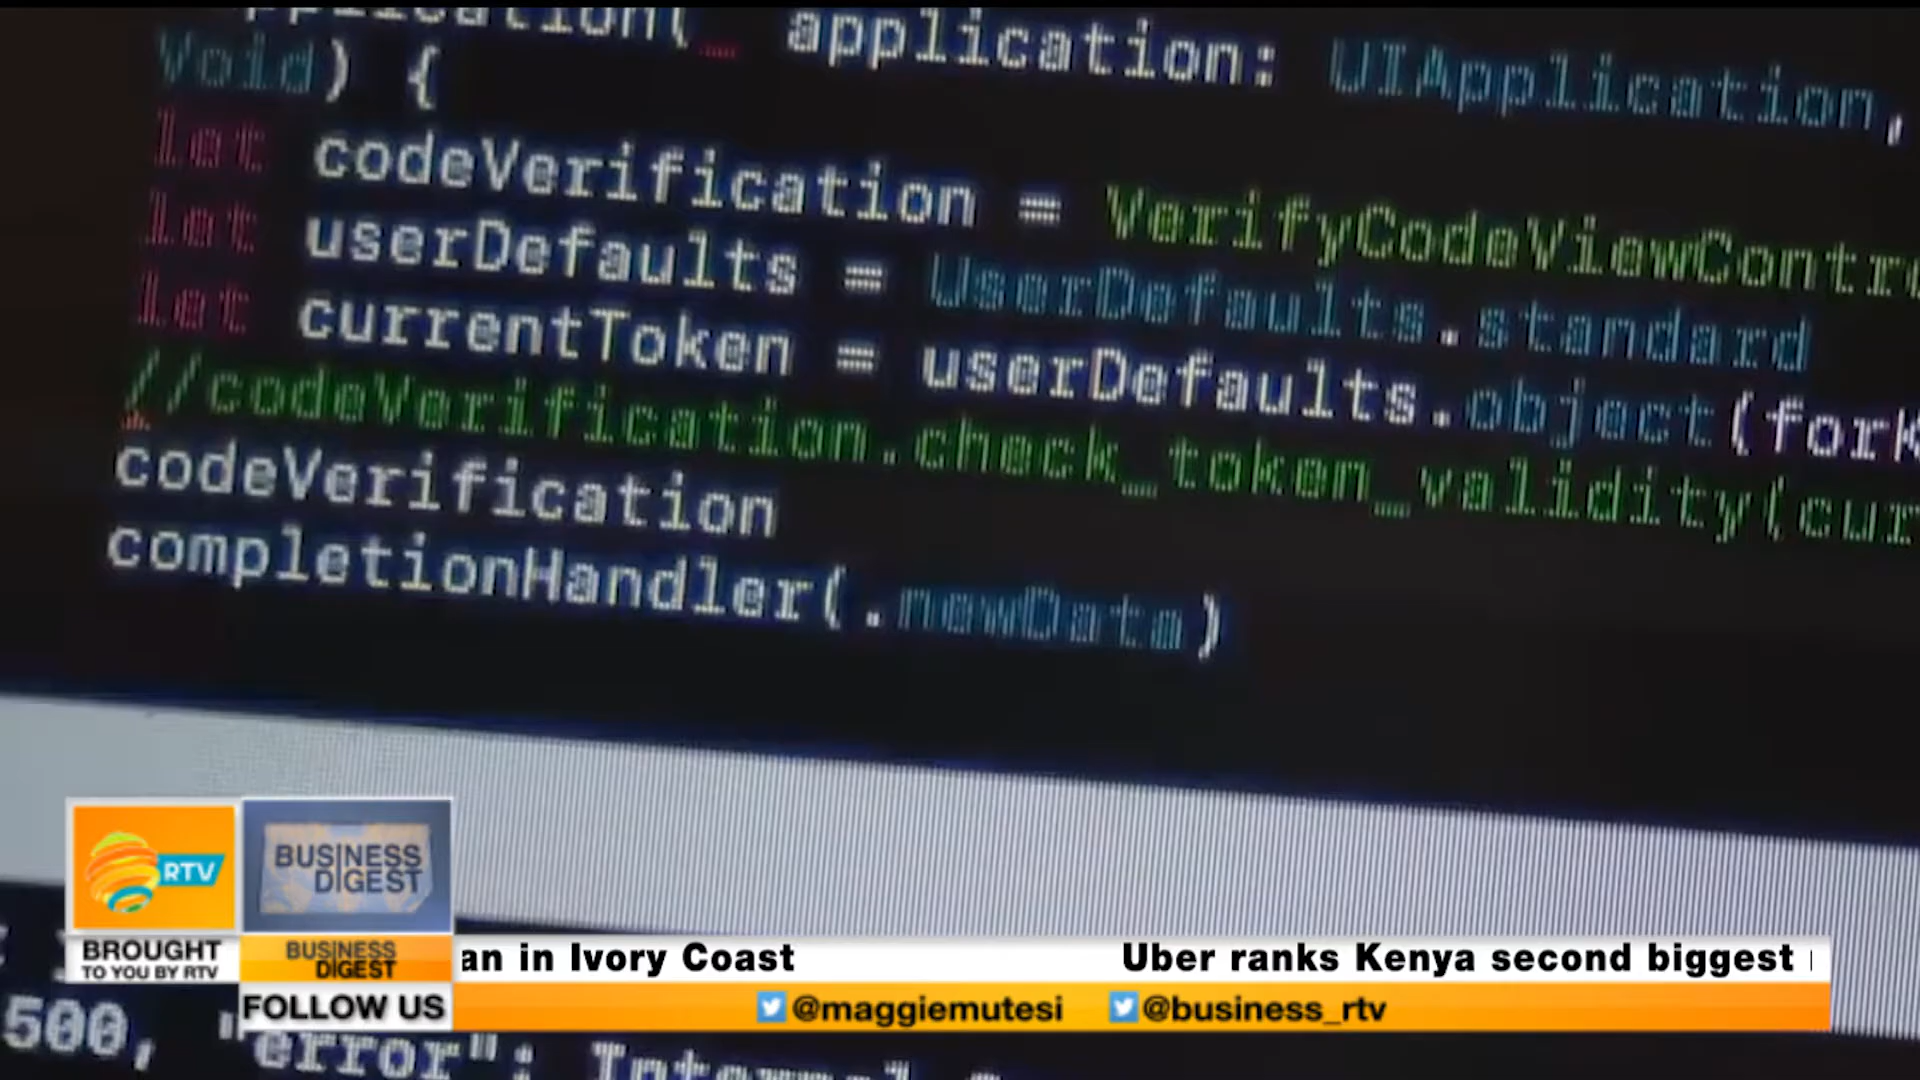 application: UIApplication,
Void) {
let codeVerification = VerifyCodeViewContro
let userDefaults = UserDefaults.standard
let currentToken = userDefaults.object(forK
//codeVerification.check_token_validity(cur
codeVerification
completionHandler(.newData)
RTV
BUSINESS
DIGEST
BROUGHT
TO YOU BY RTV
BUSINESS
DIGEST
an in Ivory Coast Uber ranks Kenya second biggest
FOLLOW US
@maggiemutesi @business_rtv
500, "error": Internal